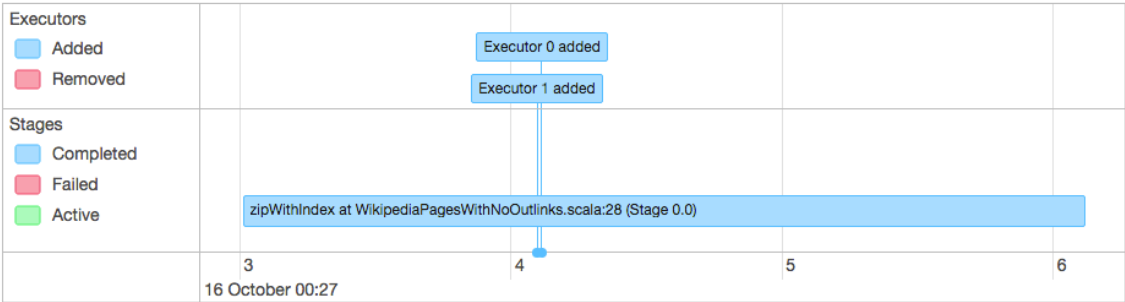 Executors
Added
Removed
Executor 0 added
Executor 1 added
Stages
Completed
Failed
Active
zipWithIndex at WikipediaPagesWithNoOutlinks.scala:28 (Stage 0.0)
3 4 5 6
16 October 00:27